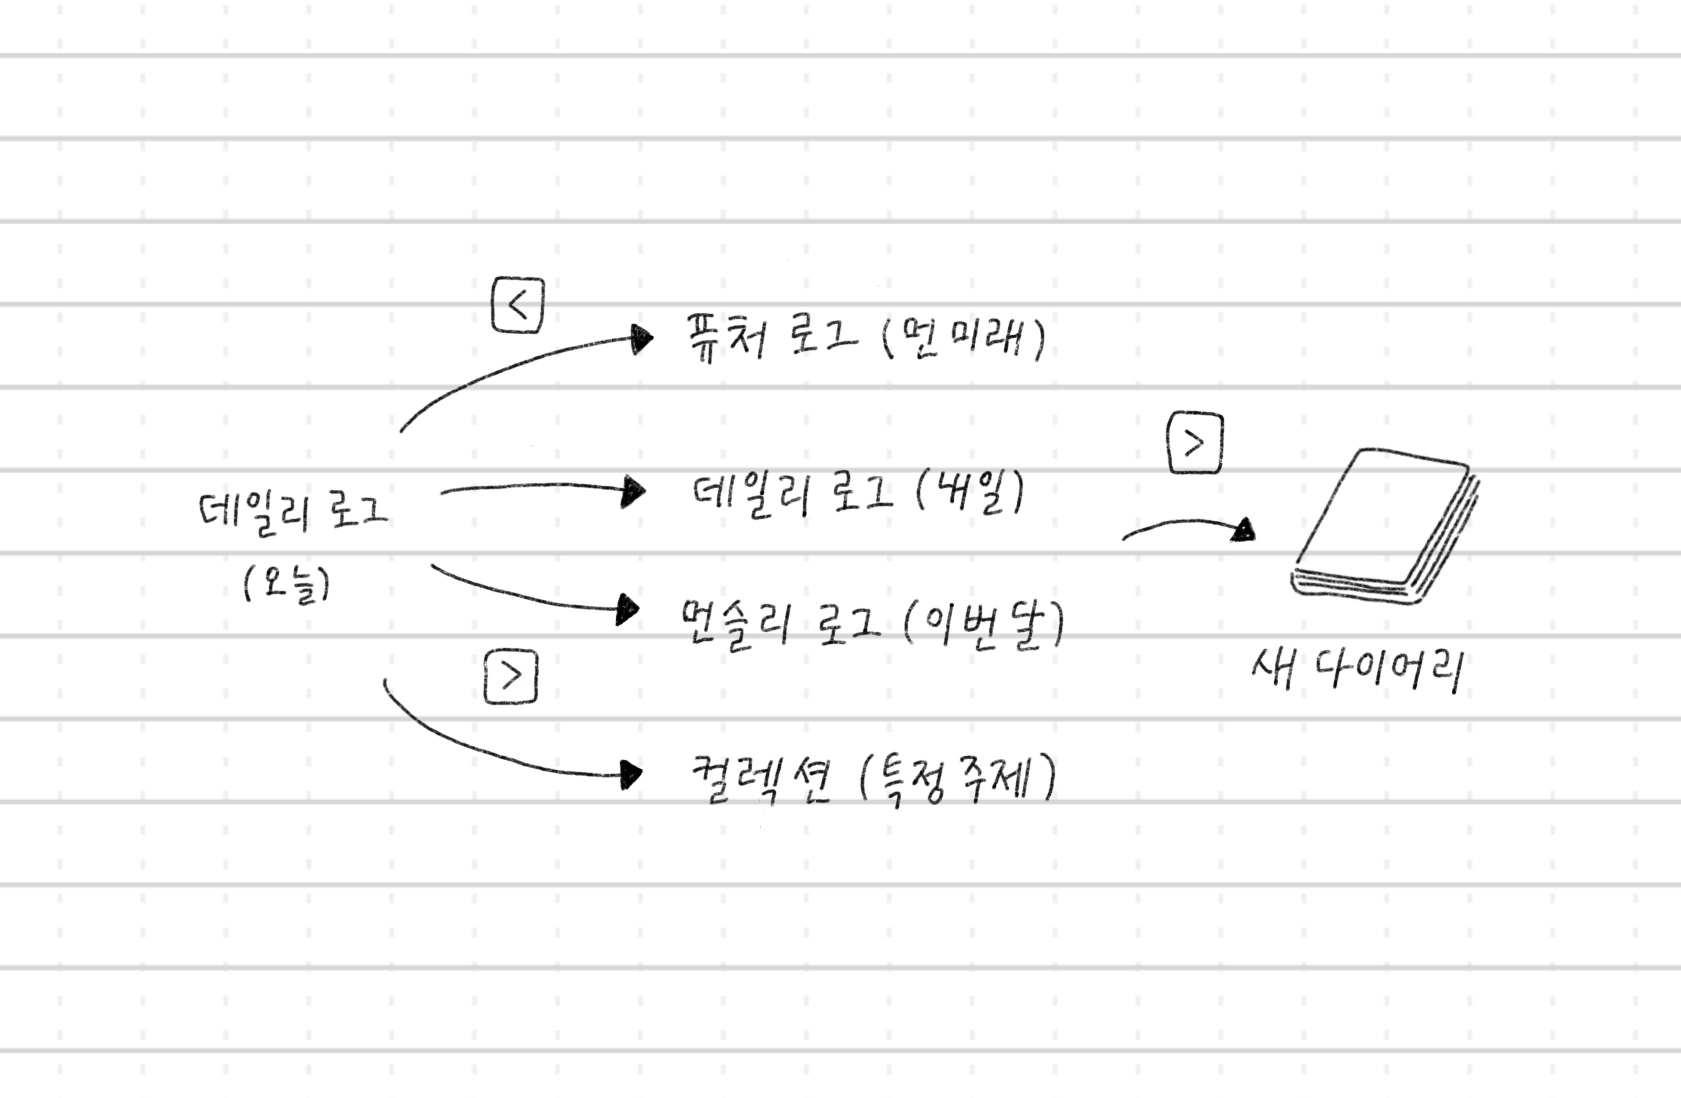 <
퓨처 로그 (먼 미래)
>
데일리 로그
(오늘)
데일리 로그 (내일)
먼슬리 로그 (이번달)
>
컬렉션 (특정 주제)
새 다이어리